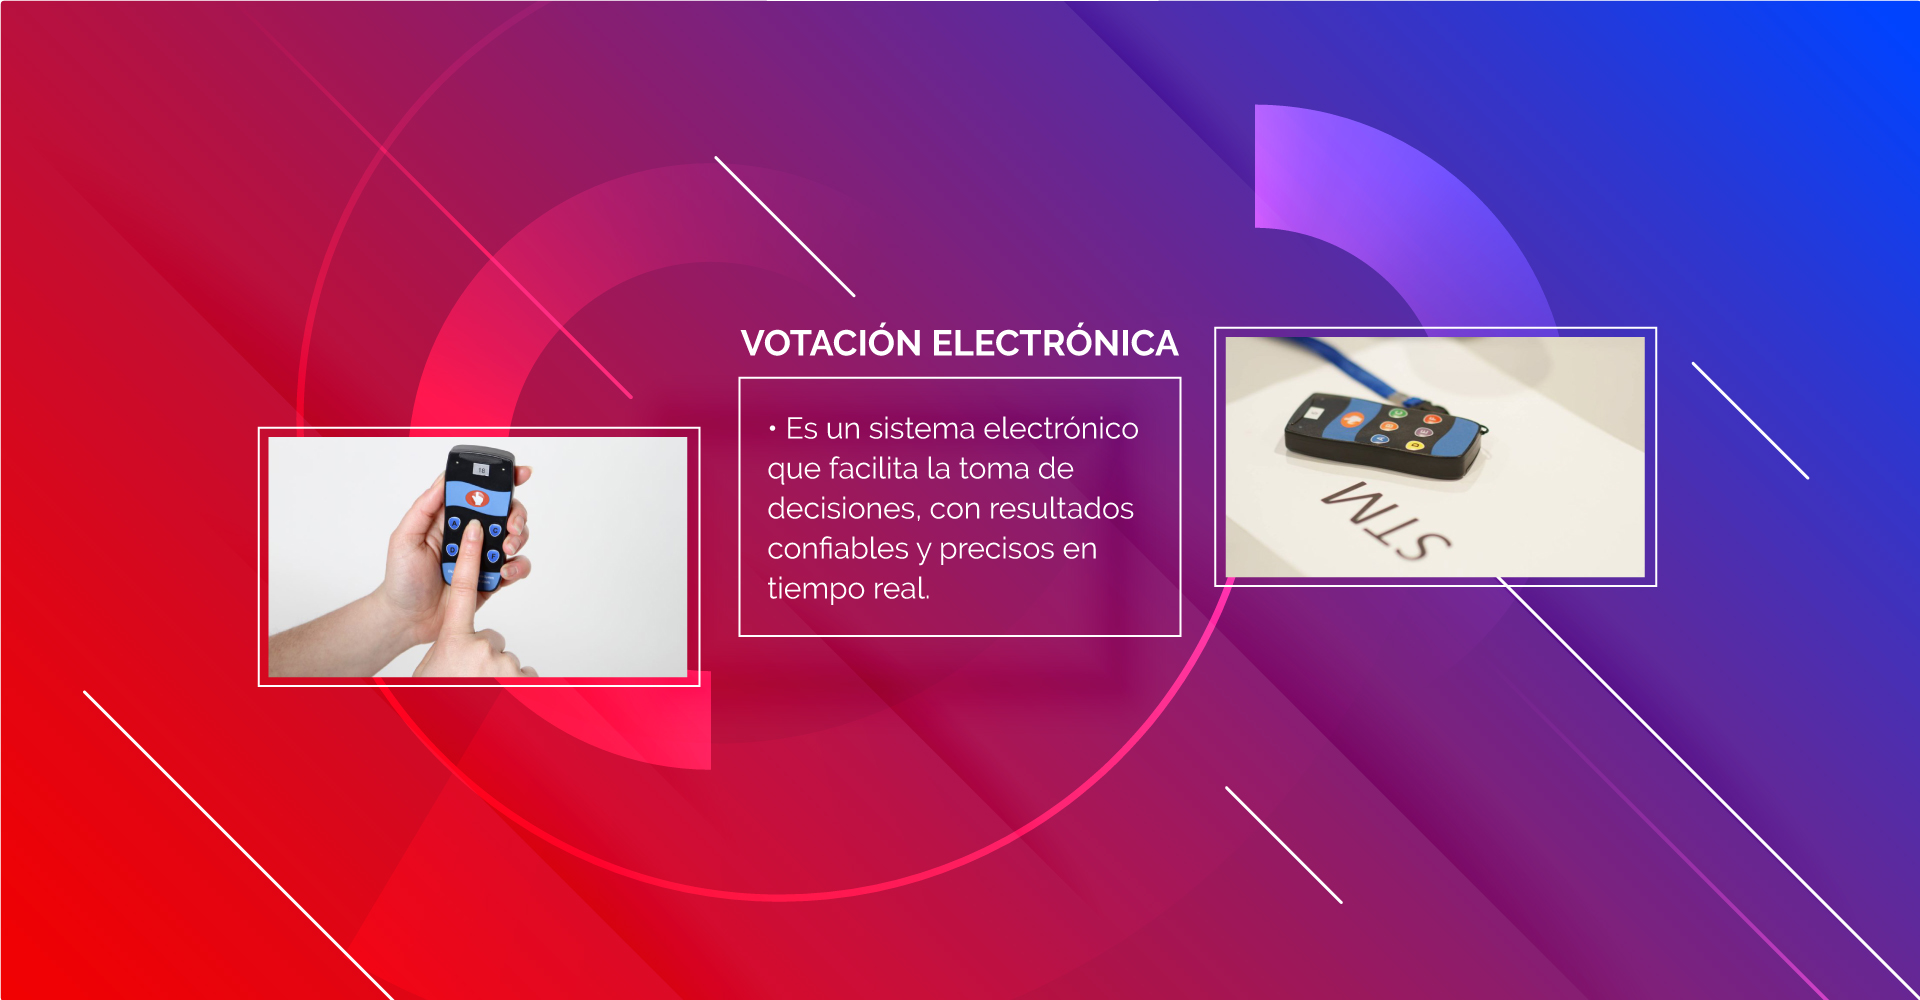 VOTACIÓN ELECTRÓNICA
• Es un sistema electrónico
que facilita la toma de
decisiones, con resultados
confiables y precisos en
tiempo real.
18
A
C
D
E
F
STM